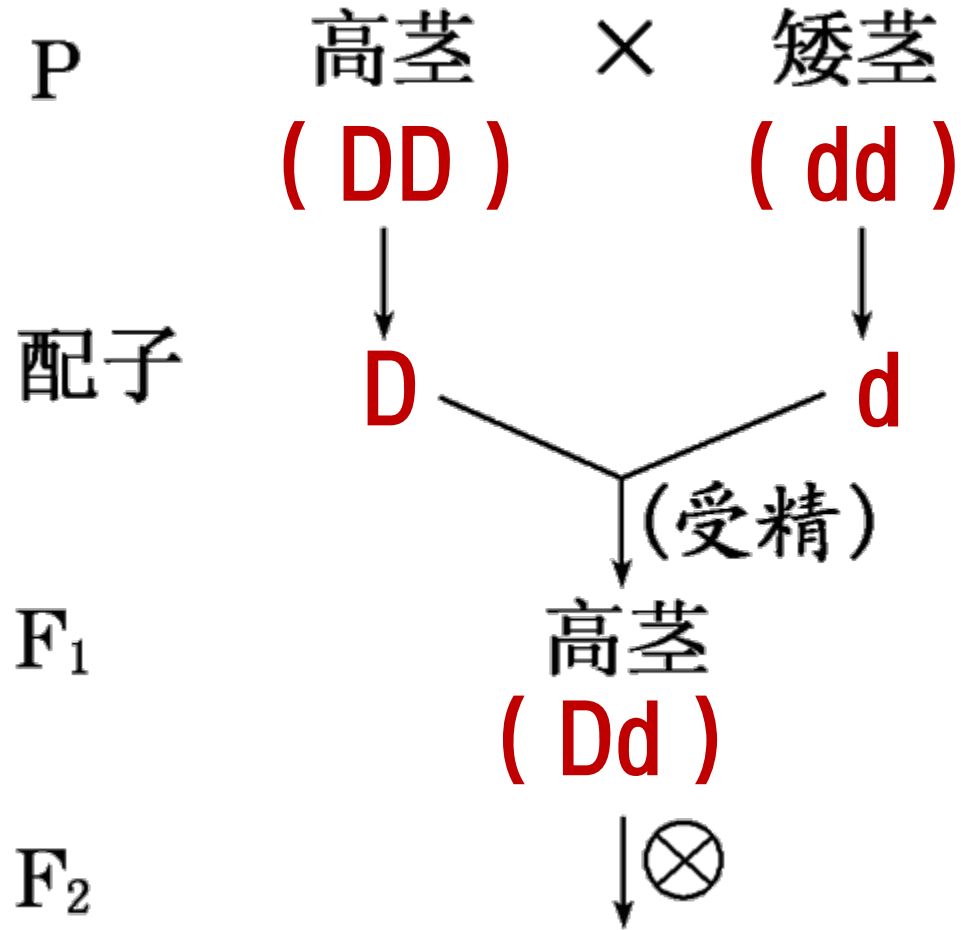 P 高茎 × 矮茎
( DD ) ( dd )
配子 D d
(受精)
F₁ 高茎
( Dd )
F₂ ⊗